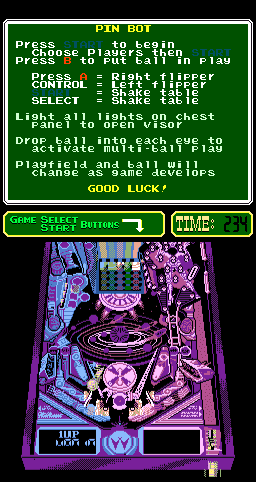 PIN BOT
Press START to begin
Choose Players then START
Press B to put ball in play
Press A = Right flipper
CONTROL = Left flipper
START = Shake table
SELECT = Shake table
Light all lights on chest
panel to open visor
Drop ball into each eye to
activate multi-ball play
Playfield and ball will
change as game develops
GOOD LUCK!
GAME SELECT
START BUTTONS
TIME: 234
1UP